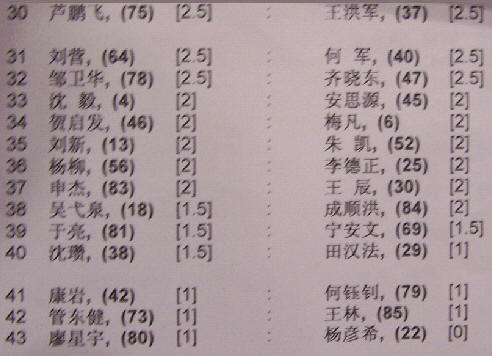 30 芦鹏飞, (75) [2.5] : 王洪军, (37) [2.5]
31 刘营, (64) [2.5] : 何 军, (40) [2.5]
32 邹卫华, (78) [2.5] : 齐晓东, (47) [2.5]
33 沈 毅, (4) [2] : 安思源, (45) [2]
34 贺启发, (46) [2] : 梅凡, (6) [2]
35 刘新, (13) [2] : 朱 凯, (52) [2]
36 杨柳, (56) [2] : 李德正, (25) [2]
37 申杰, (83) [2] : 王 辰, (30) [2]
38 吴弋泉, (18) [1.5] : 成顺洪, (84) [2]
39 于亮, (81) [1.5] : 宁安文, (69) [1.5]
40 沈瓒, (38) [1.5] : 田汉法, (29) [1]
41 康岩, (42) [1] : 何钰钊, (79) [1]
42 管东健, (73) [1] : 王林, (85) [1]
43 廖星宇, (80) [1] : 杨彦希, (22) [0]